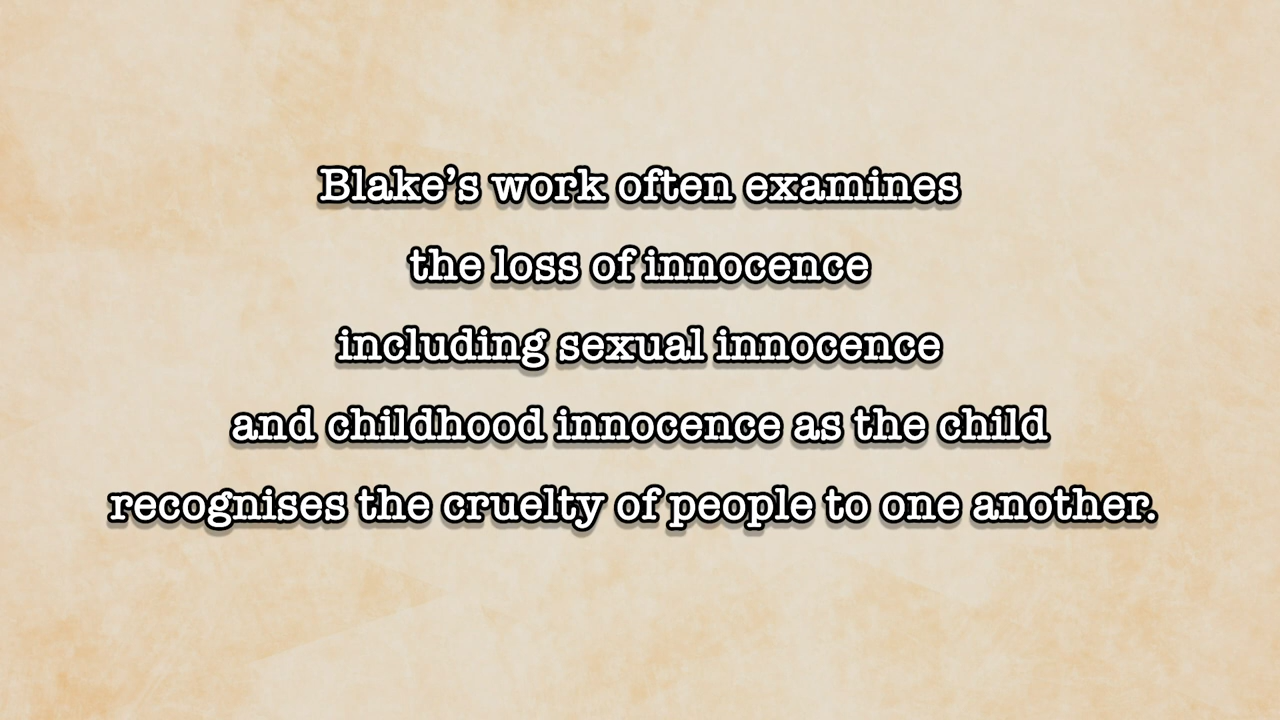 Blake’s work often examines
the loss of innocence
including sexual innocence
and childhood innocence as the child
recognises the cruelty of people to one another.